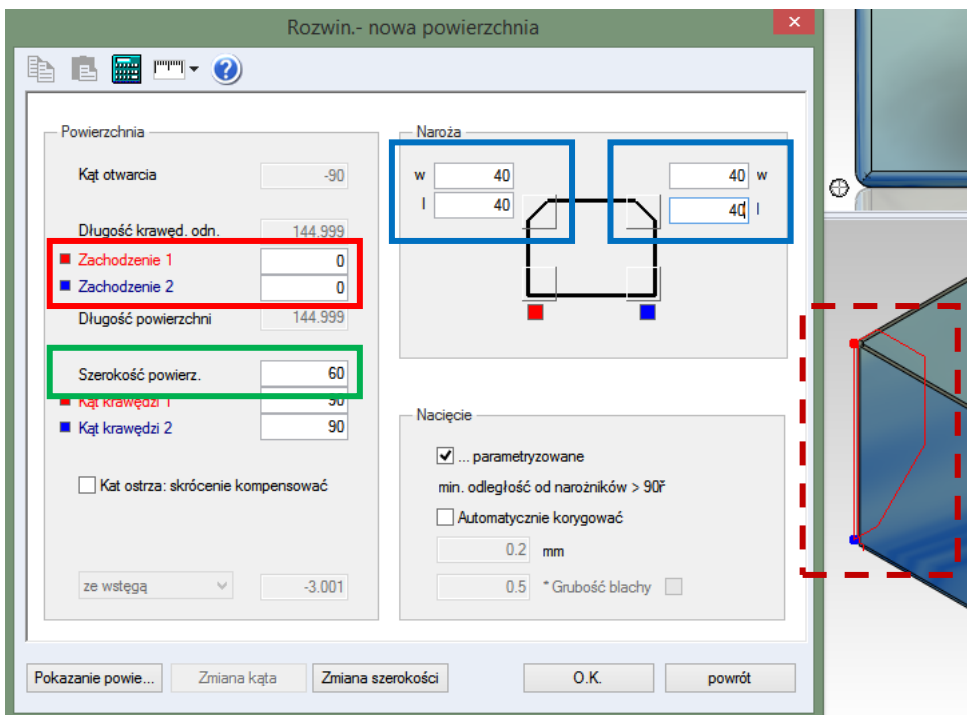 Rozwin.- nowa powierzchnia
Powierzchnia
Kąt otwarcia -90
Długość krawęd. odn. 144.999
Zachodzenie 1 0
Zachodzenie 2 0
Długość powierzchni 144.999
Szerokość powierz. 60
Kąt krawędzi 1 90
Kąt krawędzi 2 90
Kat ostrza: skrócenie kompensować
ze wstęgą -3.001
Naroża
w 40 40 w
l 40 40 l
Nacięcie
... parametryzowane
min. odległość od narożników > 90ř
Automatycznie korygować
0.2 mm
0.5 * Grubość blachy
Pokazanie powie... Zmiana kąta Zmiana szerokości O.K. powrót